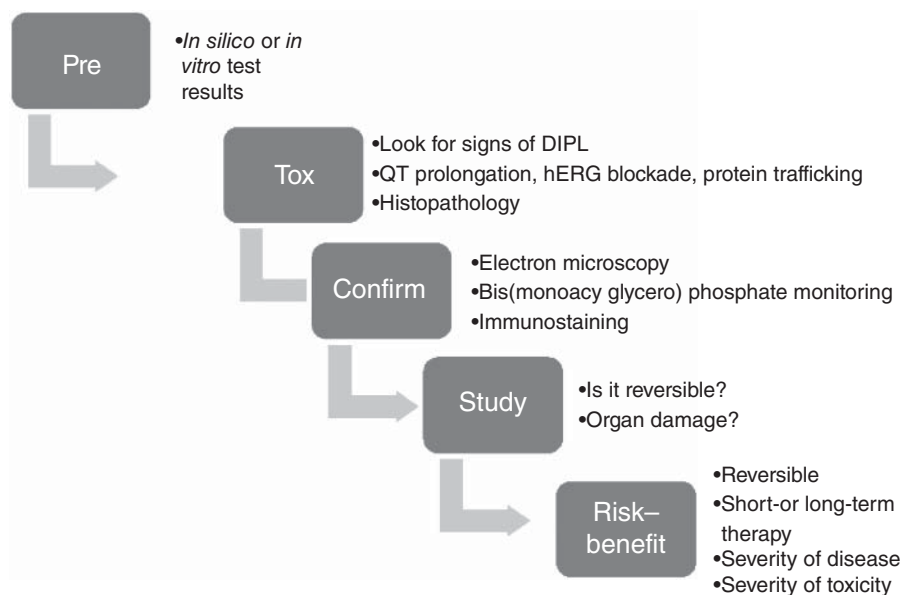 Pre
•In silico or in
vitro test
results
Tox
•Look for signs of DIPL
•QT prolongation, hERG blockade, protein trafficking
•Histopathology
Confirm
•Electron microscopy
•Bis(monoacy glycero) phosphate monitoring
•Immunostaining
Study
•Is it reversible?
•Organ damage?
Risk–
benefit
•Reversible
•Short-or long-term
therapy
•Severity of disease
•Severity of toxicity